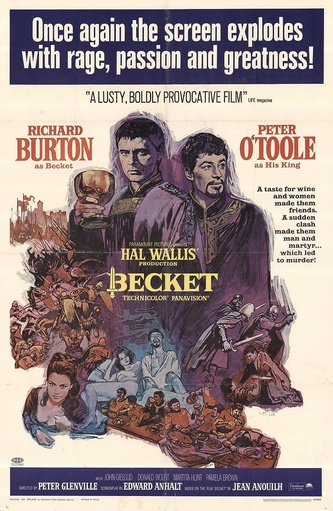 Once again the screen explodes
with rage, passion and greatness!
"A LUSTY, BOLDLY PROVOCATIVE FILM" LIFE magazine
RICHARD
BURTON
as Becket
PETER
O'TOOLE
as His King
A taste for wine
and women
made them
friends.
A sudden
clash
made them
man and
martyr...
which led
to murder!
PARAMOUNT PICTURES presents
HAL WALLIS'
PRODUCTION
BECKET
TECHNICOLOR® PANAVISION®
WITH JOHN GIELGUD DONALD WOLFIT MARTITA HUNT PAMELA BROWN
DIRECTED BY PETER GLENVILLE SCREENPLAY BY EDWARD ANHALT BASED ON THE PLAY "BECKET" BY JEAN ANOUILH